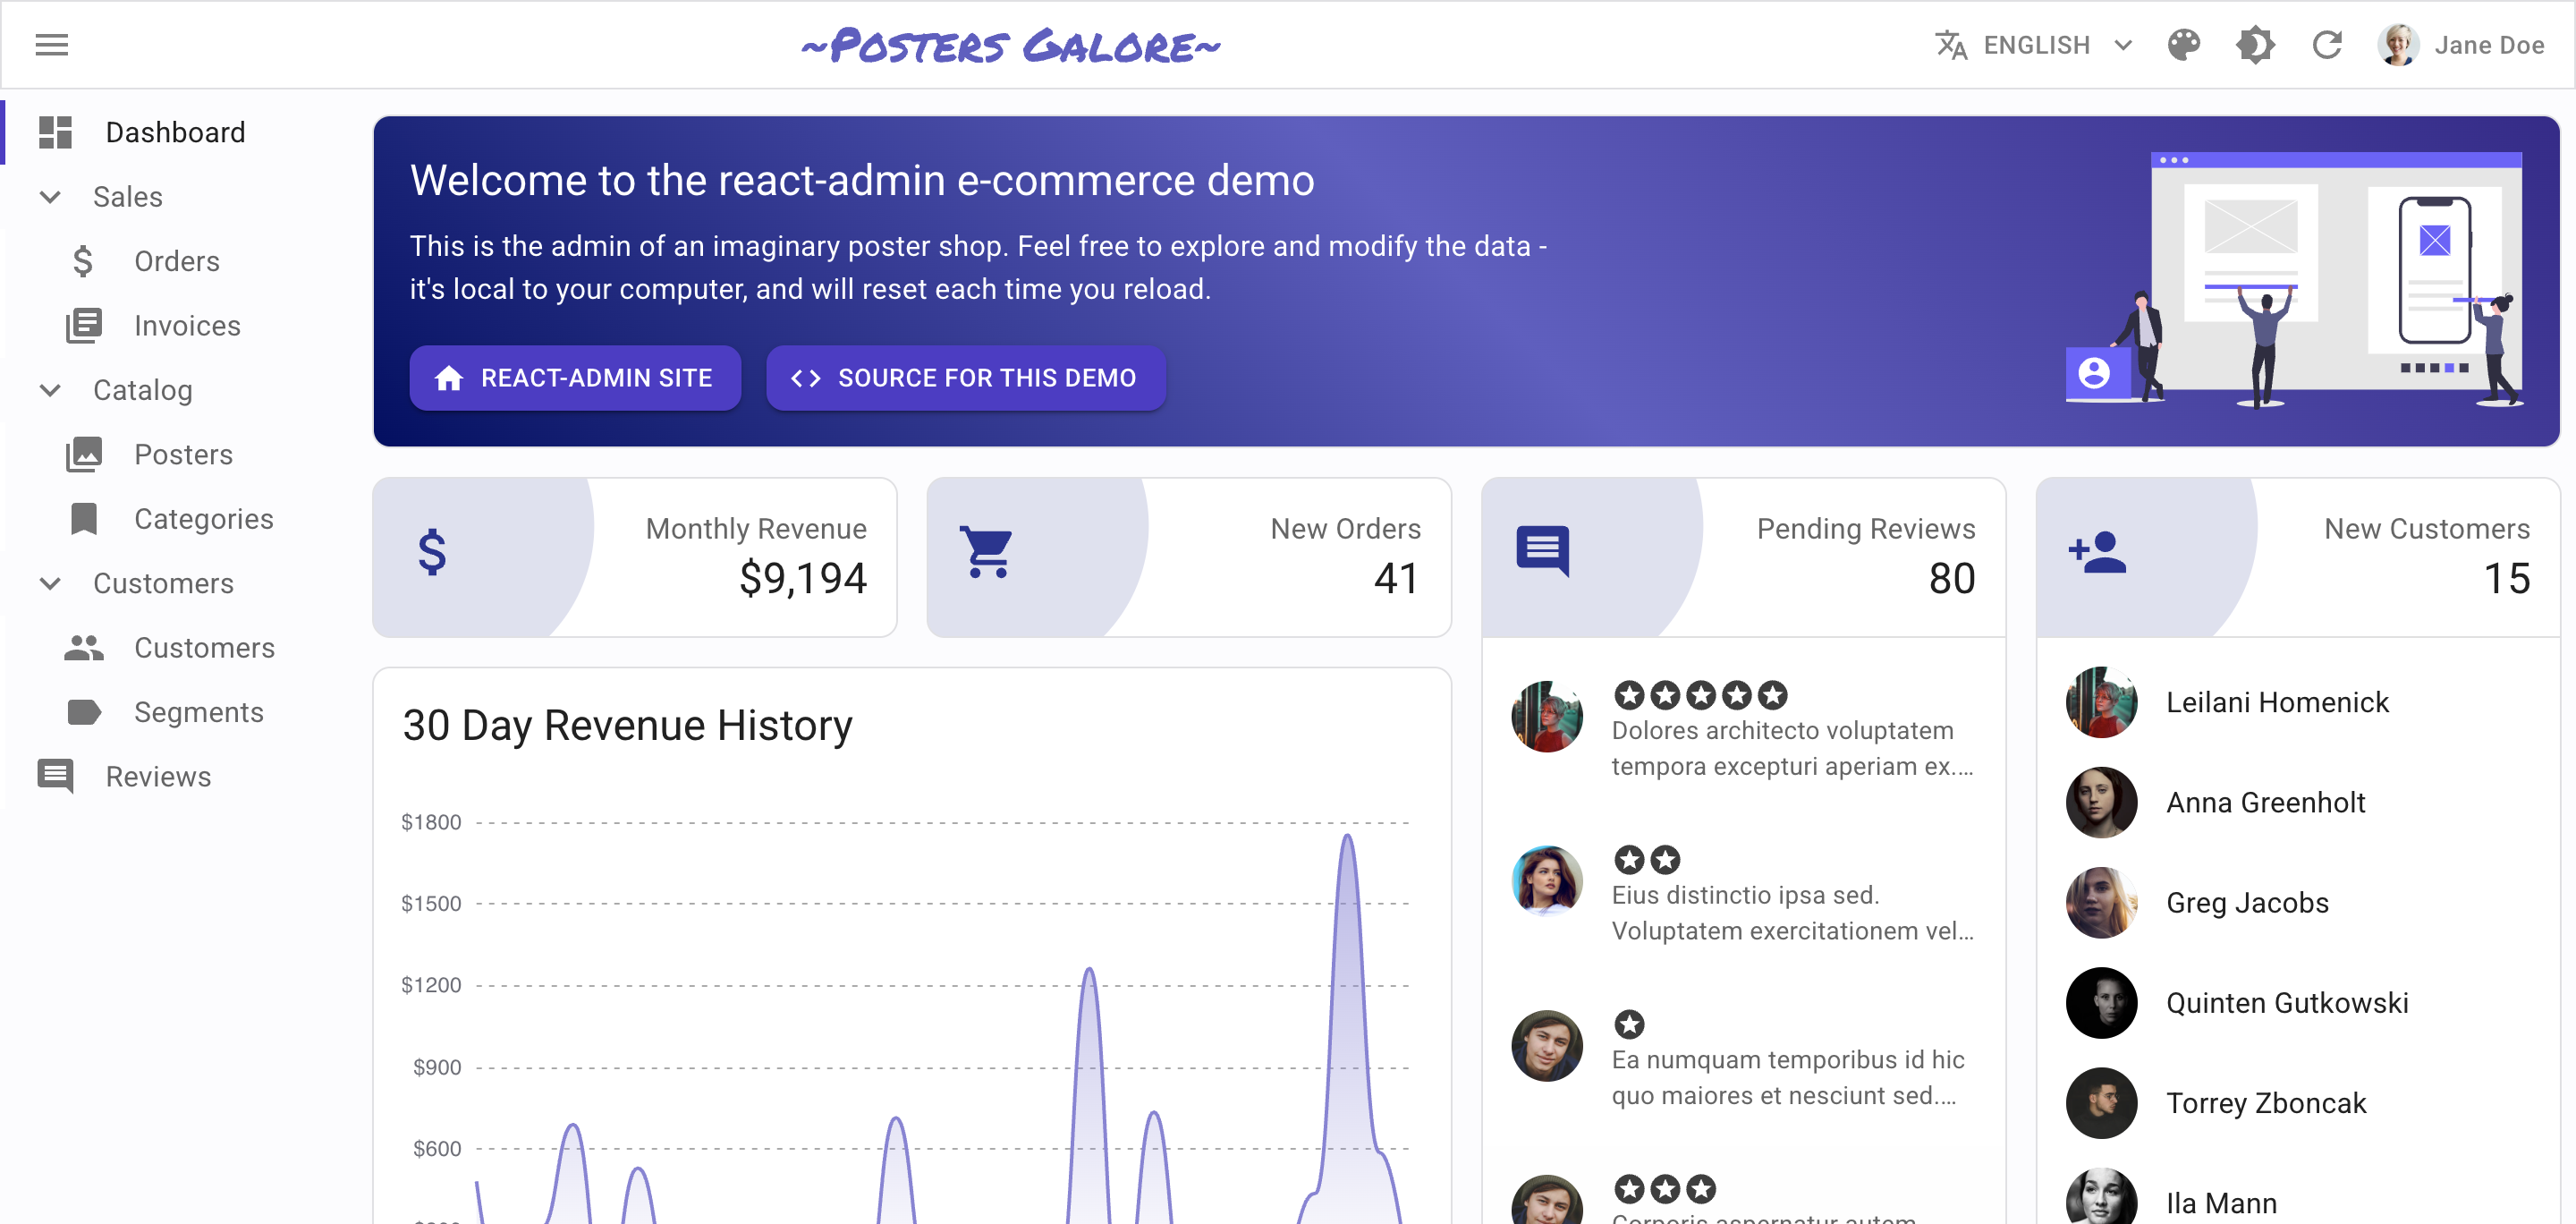 ~Posters Galore~
ENGLISH
Jane Doe
Dashboard
Sales
Orders
Invoices
Catalog
Posters
Categories
Customers
Customers
Segments
Reviews
Welcome to the react-admin e-commerce demo
This is the admin of an imaginary poster shop. Feel free to explore and modify the data -
it's local to your computer, and will reset each time you reload.
REACT-ADMIN SITE
SOURCE FOR THIS DEMO
Monthly Revenue
$9,194
New Orders
41
Pending Reviews
80
New Customers
15
30 Day Revenue History
$1800
$1500
$1200
$900
$600
Dolores architecto voluptatem
tempora excepturi aperiam ex....
Eius distinctio ipsa sed.
Voluptatem exercitationem vel...
Ea numquam temporibus id hic
quo maiores et nesciunt sed....
Corporis aspernatur autem
Leilani Homenick
Anna Greenholt
Greg Jacobs
Quinten Gutkowski
Torrey Zboncak
Ila Mann